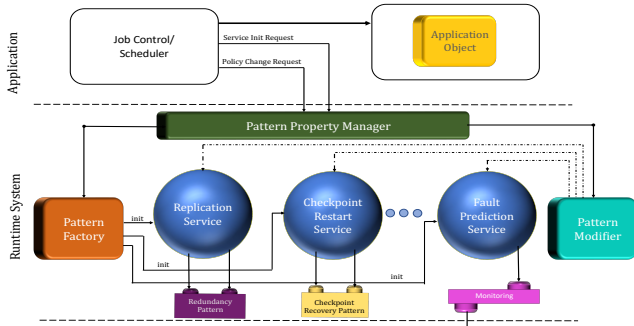 Application
Job Control/
Scheduler
Service Init Request
Policy Change Request
Application
Object
Pattern Property Manager
Runtime System
Pattern
Factory
init
Replication
Service
Checkpoint
Restart
Service
Fault
Prediction
Service
Pattern
Modifier
init
init
Redundancy
Pattern
Checkpoint
Recovery Pattern
Monitoring